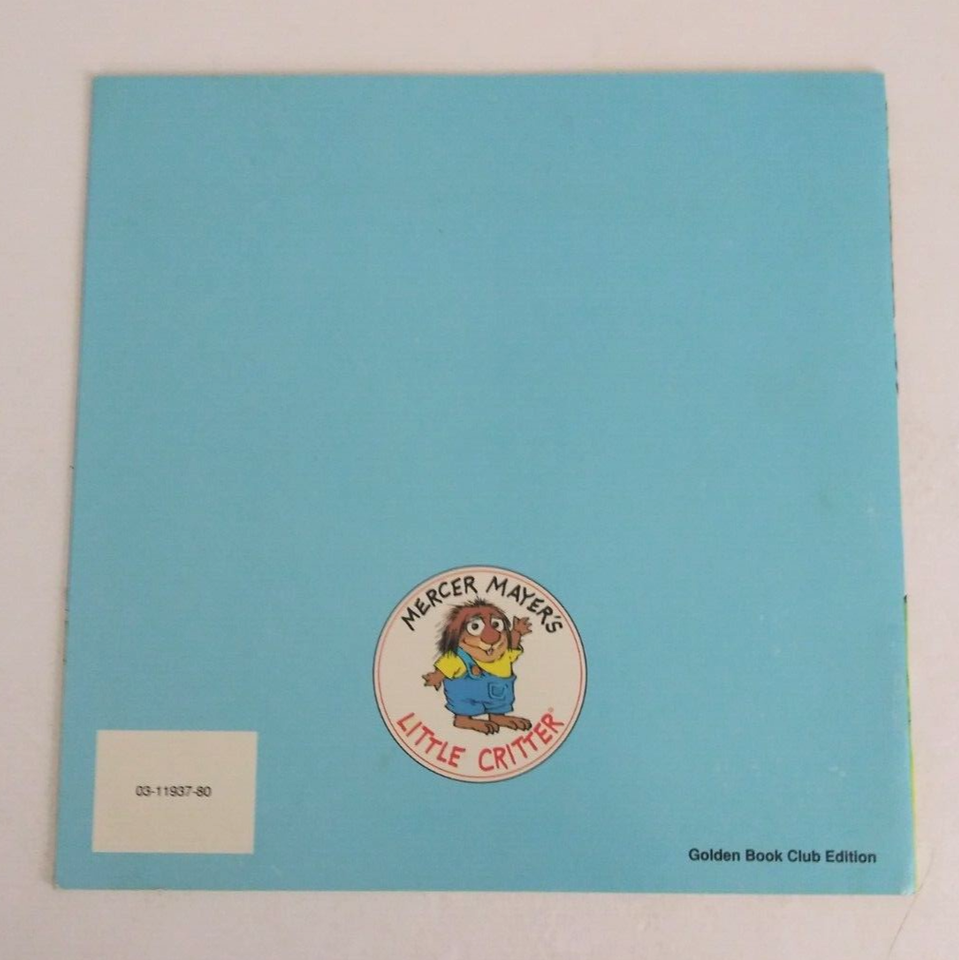 MERCER MAYER'S
LITTLE CRITTER®
03-11937-80
Golden Book Club Edition